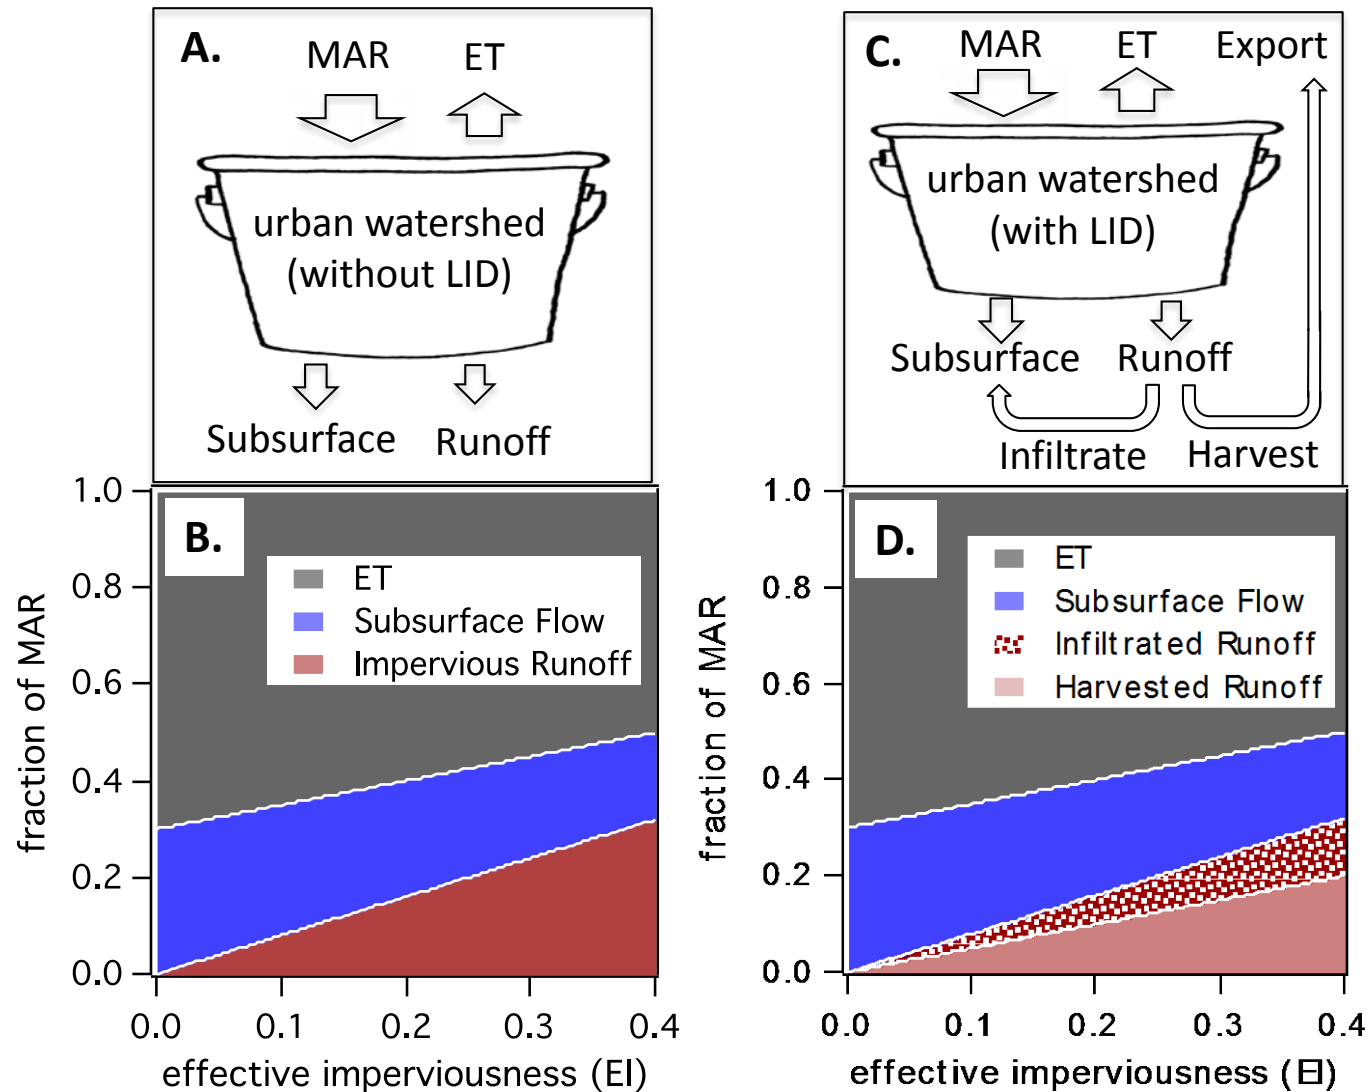 A.
MAR
ET
urban watershed
(without LID)
Subsurface
Runoff
B.
ET
Subsurface Flow
Impervious Runoff
1.0
0.8
0.6
0.4
0.2
0.0
fraction of MAR
0.0
0.1
0.2
0.3
0.4
effective imperviousness (EI)
C.
MAR
ET
Export
urban watershed
(with LID)
Subsurface
Runoff
Infiltrate
Harvest
D.
ET
Subsurface Flow
Infiltrated Runoff
Harvested Runoff
1.0
0.8
0.6
0.4
0.2
0.0
fraction of MAR
0.0
0.1
0.2
0.3
0.4
effective imperviousness (EI)